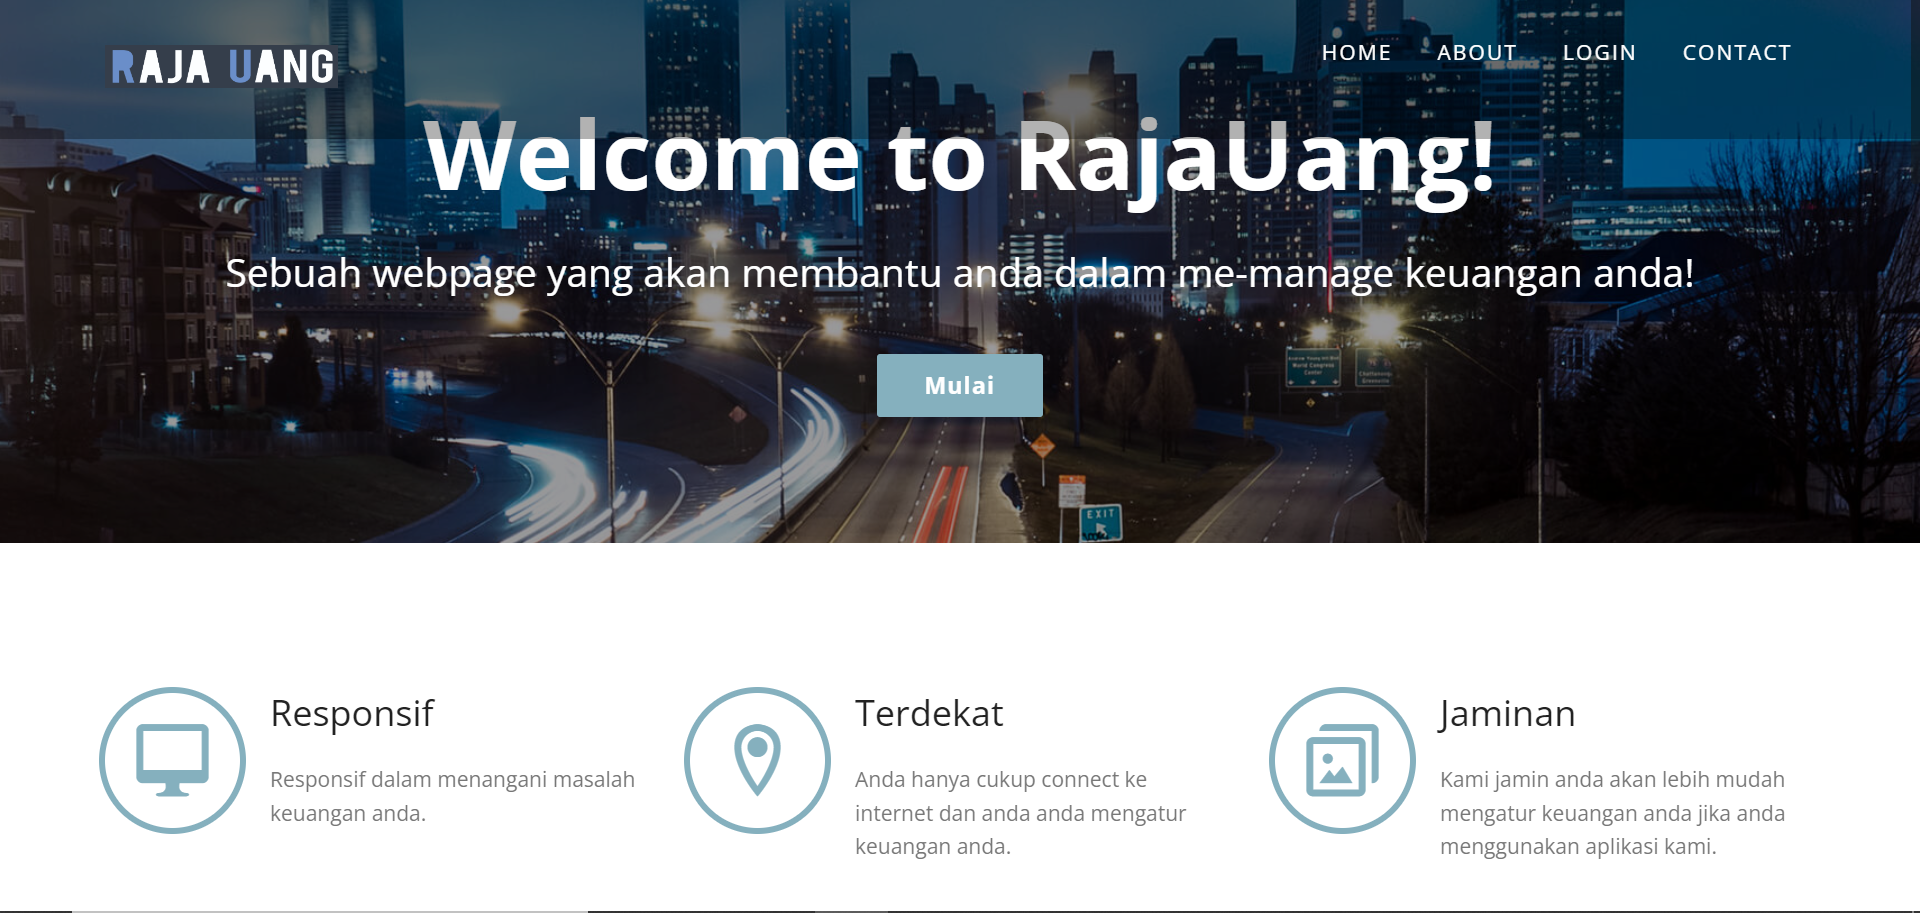 RAJA UANG
HOME ABOUT LOGIN CONTACT
Welcome to RajaUang!
Sebuah webpage yang akan membantu anda dalam me-manage keuangan anda!
Mulai
World Congress
Center
EXIT
Responsif
Responsif dalam menangani masalah
keuangan anda.
Terdekat
Anda hanya cukup connect ke
internet dan anda anda mengatur
keuangan anda.
Jaminan
Kami jamin anda akan lebih mudah
mengatur keuangan anda jika anda
menggunakan aplikasi kami.